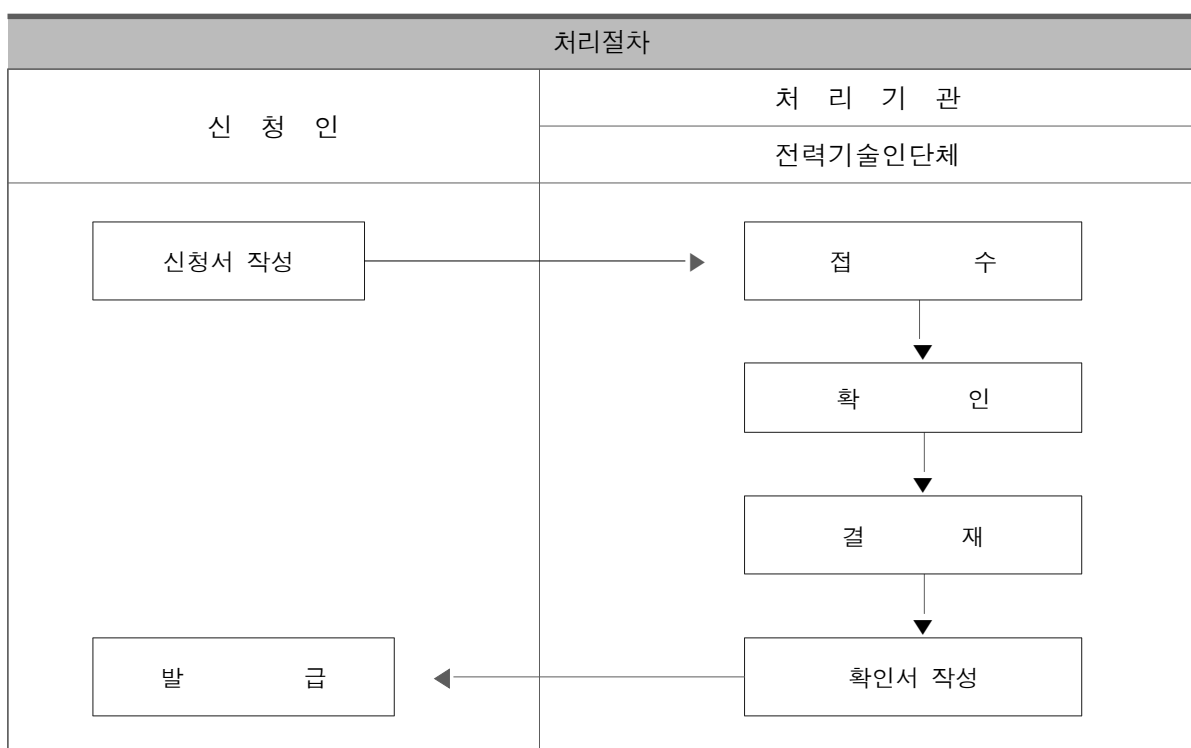 처리절차
신 청 인
처 리 기 관
전력기술인단체
신청서 작성
접 수
확 인
결 재
발 급
확인서 작성